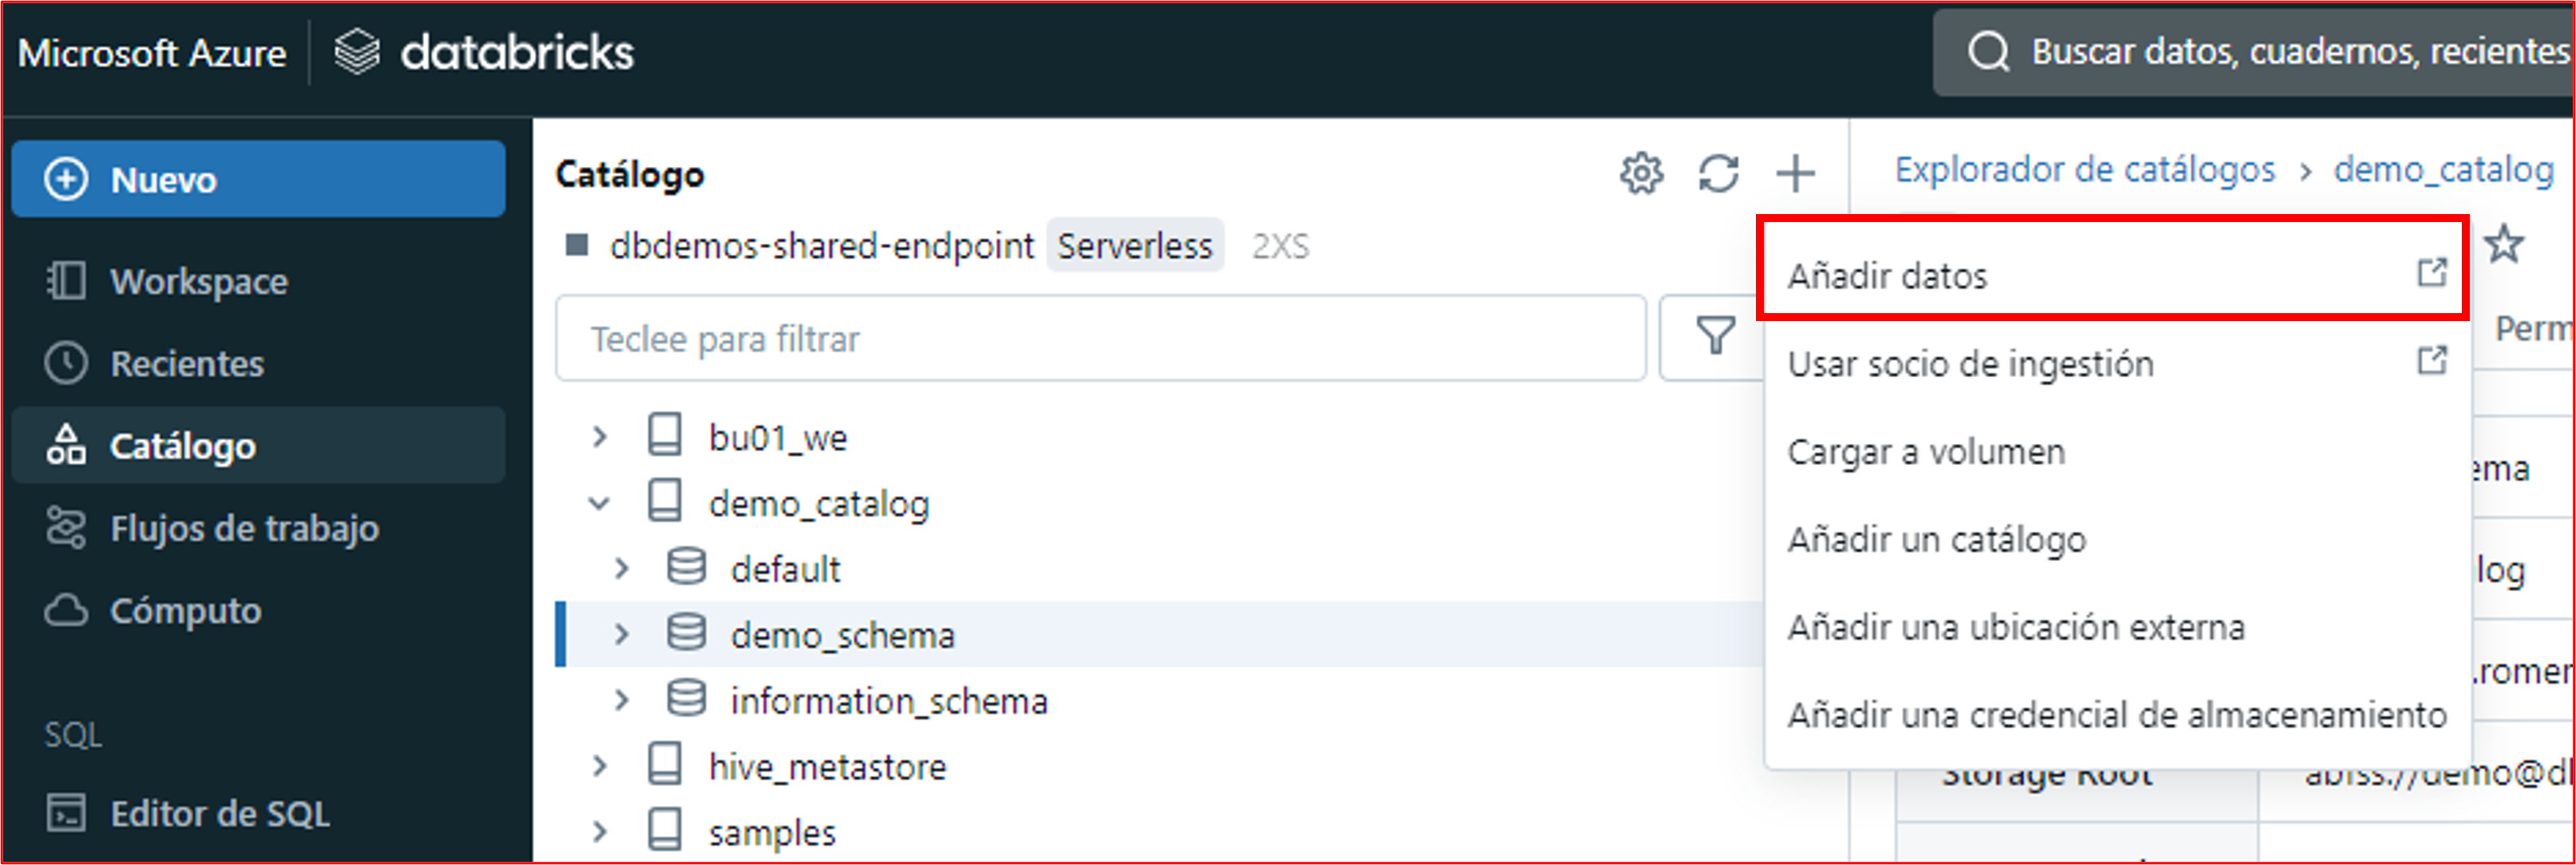 Microsoft Azure databricks
Buscar datos, cuadernos, recientes
Nuevo
Workspace
Recientes
Catálogo
Flujos de trabajo
Cómputo
SQL
Editor de SQL
Catálogo
dbdemos-shared-endpoint Serverless 2XS
Teclee para filtrar
bu01_we
demo_catalog
default
demo_schema
information_schema
hive_metastore
samples
Explorador de catálogos > demo_catalog
Añadir datos
Usar socio de ingestión
Cargar a volumen
Añadir un catálogo
Añadir una ubicación externa
Añadir una credencial de almacenamiento
Perm
ema
log
.romer
Storage Root abfss://demo@d